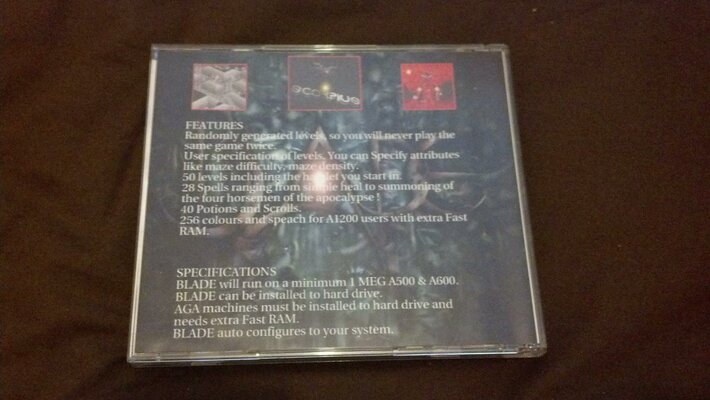 SCORPIUS
FEATURES
Randomly generated levels, so you will never play the
same game twice.
User specification of levels. You can Specify attributes
like maze difficulty, maze density.
50 levels including the hamlet you start in.
28 Spells ranging from simple heal to summoning of
the four horsemen of the apocalypse!
40 Potions and Scrolls.
256 colours and speach for A1200 users with extra Fast
RAM.
SPECIFICATIONS
BLADE will run on a minimum 1 MEG A500 & A600.
BLADE can be installed to hard drive.
AGA machines must be installed to hard drive and
needs extra Fast RAM.
BLADE auto configures to your system.